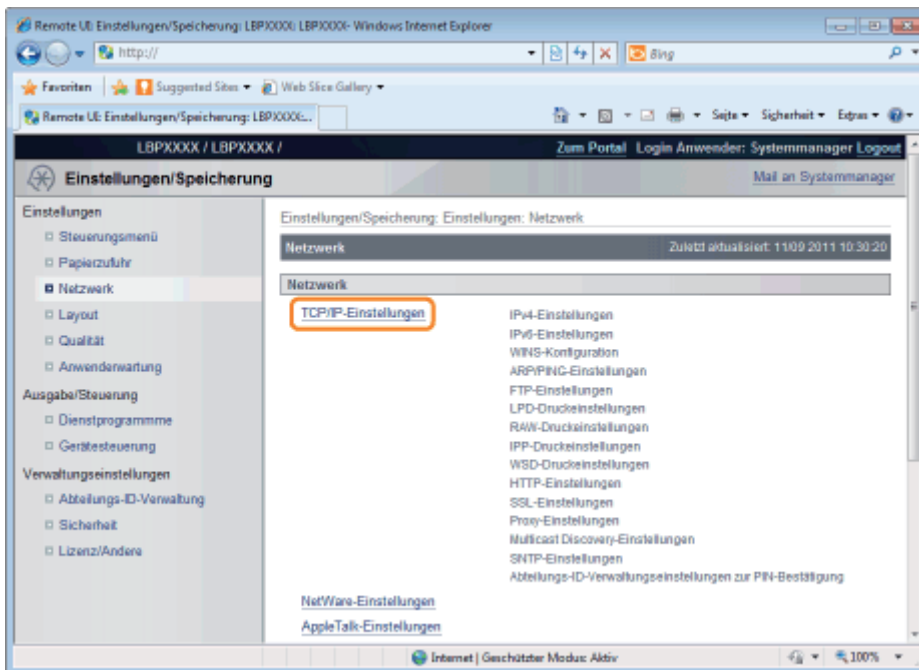 Remote UI: Einstellungen/Speicherung: LBPXXXX: LBPXXXX- Windows Internet Explorer
http://
Bing
Favoriten Suggested Sites Web Slice Gallery
Remote UI: Einstellungen/Speicherung: LBPXXXX:... Seite Sicherheit Extras
LBPXXXX / LBPXXXX / Zum Portal Login Anwender: Systemmanager Logout
Einstellungen/Speicherung Mail an Systemmanager
Einstellungen
Steuerungsmenü
Papierzufuhr
Netzwerk
Layout
Qualität
Anwenderwartung
Ausgabe/Steuerung
Dienstprogrammme
Gerätesteuerung
Verwaltungseinstellungen
Abteilungs-ID-Verwaltung
Sicherheit
Lizenz/Andere
Einstellungen/Speicherung: Einstellungen: Netzwerk
Netzwerk Zuletzt aktualisiert: 11/09 2011 10:30:20
Netzwerk
TCP/IP-Einstellungen
IPv4-Einstellungen
IPv6-Einstellungen
WINS-Konfiguration
ARP/PING-Einstellungen
FTP-Einstellungen
LPD-Druckeinstellungen
RAW-Druckeinstellungen
IPP-Druckeinstellungen
WSD-Druckeinstellungen
HTTP-Einstellungen
SSL-Einstellungen
Proxy-Einstellungen
Multicast Discovery-Einstellungen
SNTP-Einstellungen
Abteilungs-ID-Verwaltungseinstellungen zur PIN-Bestätigung
NetWare-Einstellungen
AppleTalk-Einstellungen
Internet | Geschützter Modus: Aktiv 100%